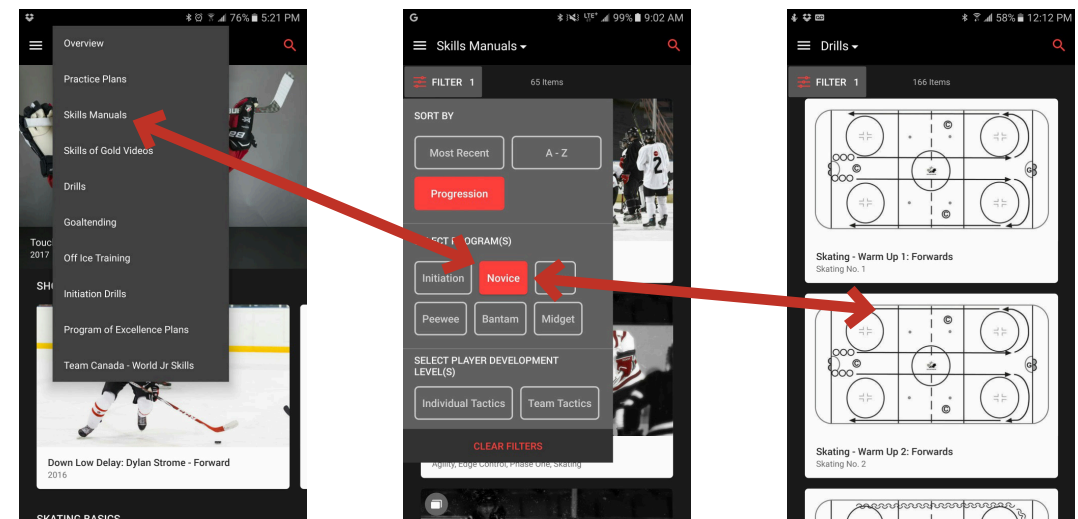 76% 5:21 PM
Overview
Practice Plans
Skills Manuals
Skills of Gold Videos
Drills
Goaltending
Off Ice Training
Initiation Drills
Program of Excellence Plans
Team Canada - World Jr Skills
Touc
2017
SH
Down Low Delay: Dylan Strome - Forward
2016
SKATING BASICS
G
LTE 99% 9:02 AM
Skills Manuals
FILTER 1
65 Items
SORT BY
Most Recent
A - Z
Progression
ECT PROGRAM(S)
Initiation
Novice
Peewee
Bantam
Midget
SELECT PLAYER DEVELOPMENT
LEVEL(S)
Individual Tactics
Team Tactics
CLEAR FILTERS
Agility, Edge Control, Phase One, Skating
2
58% 12:12 PM
Drills
FILTER 1
166 Items
C
C
G
C
Skating - Warm Up 1: Forwards
Skating No. 1
C
C
G
C
Skating - Warm Up 2: Forwards
Skating No. 2